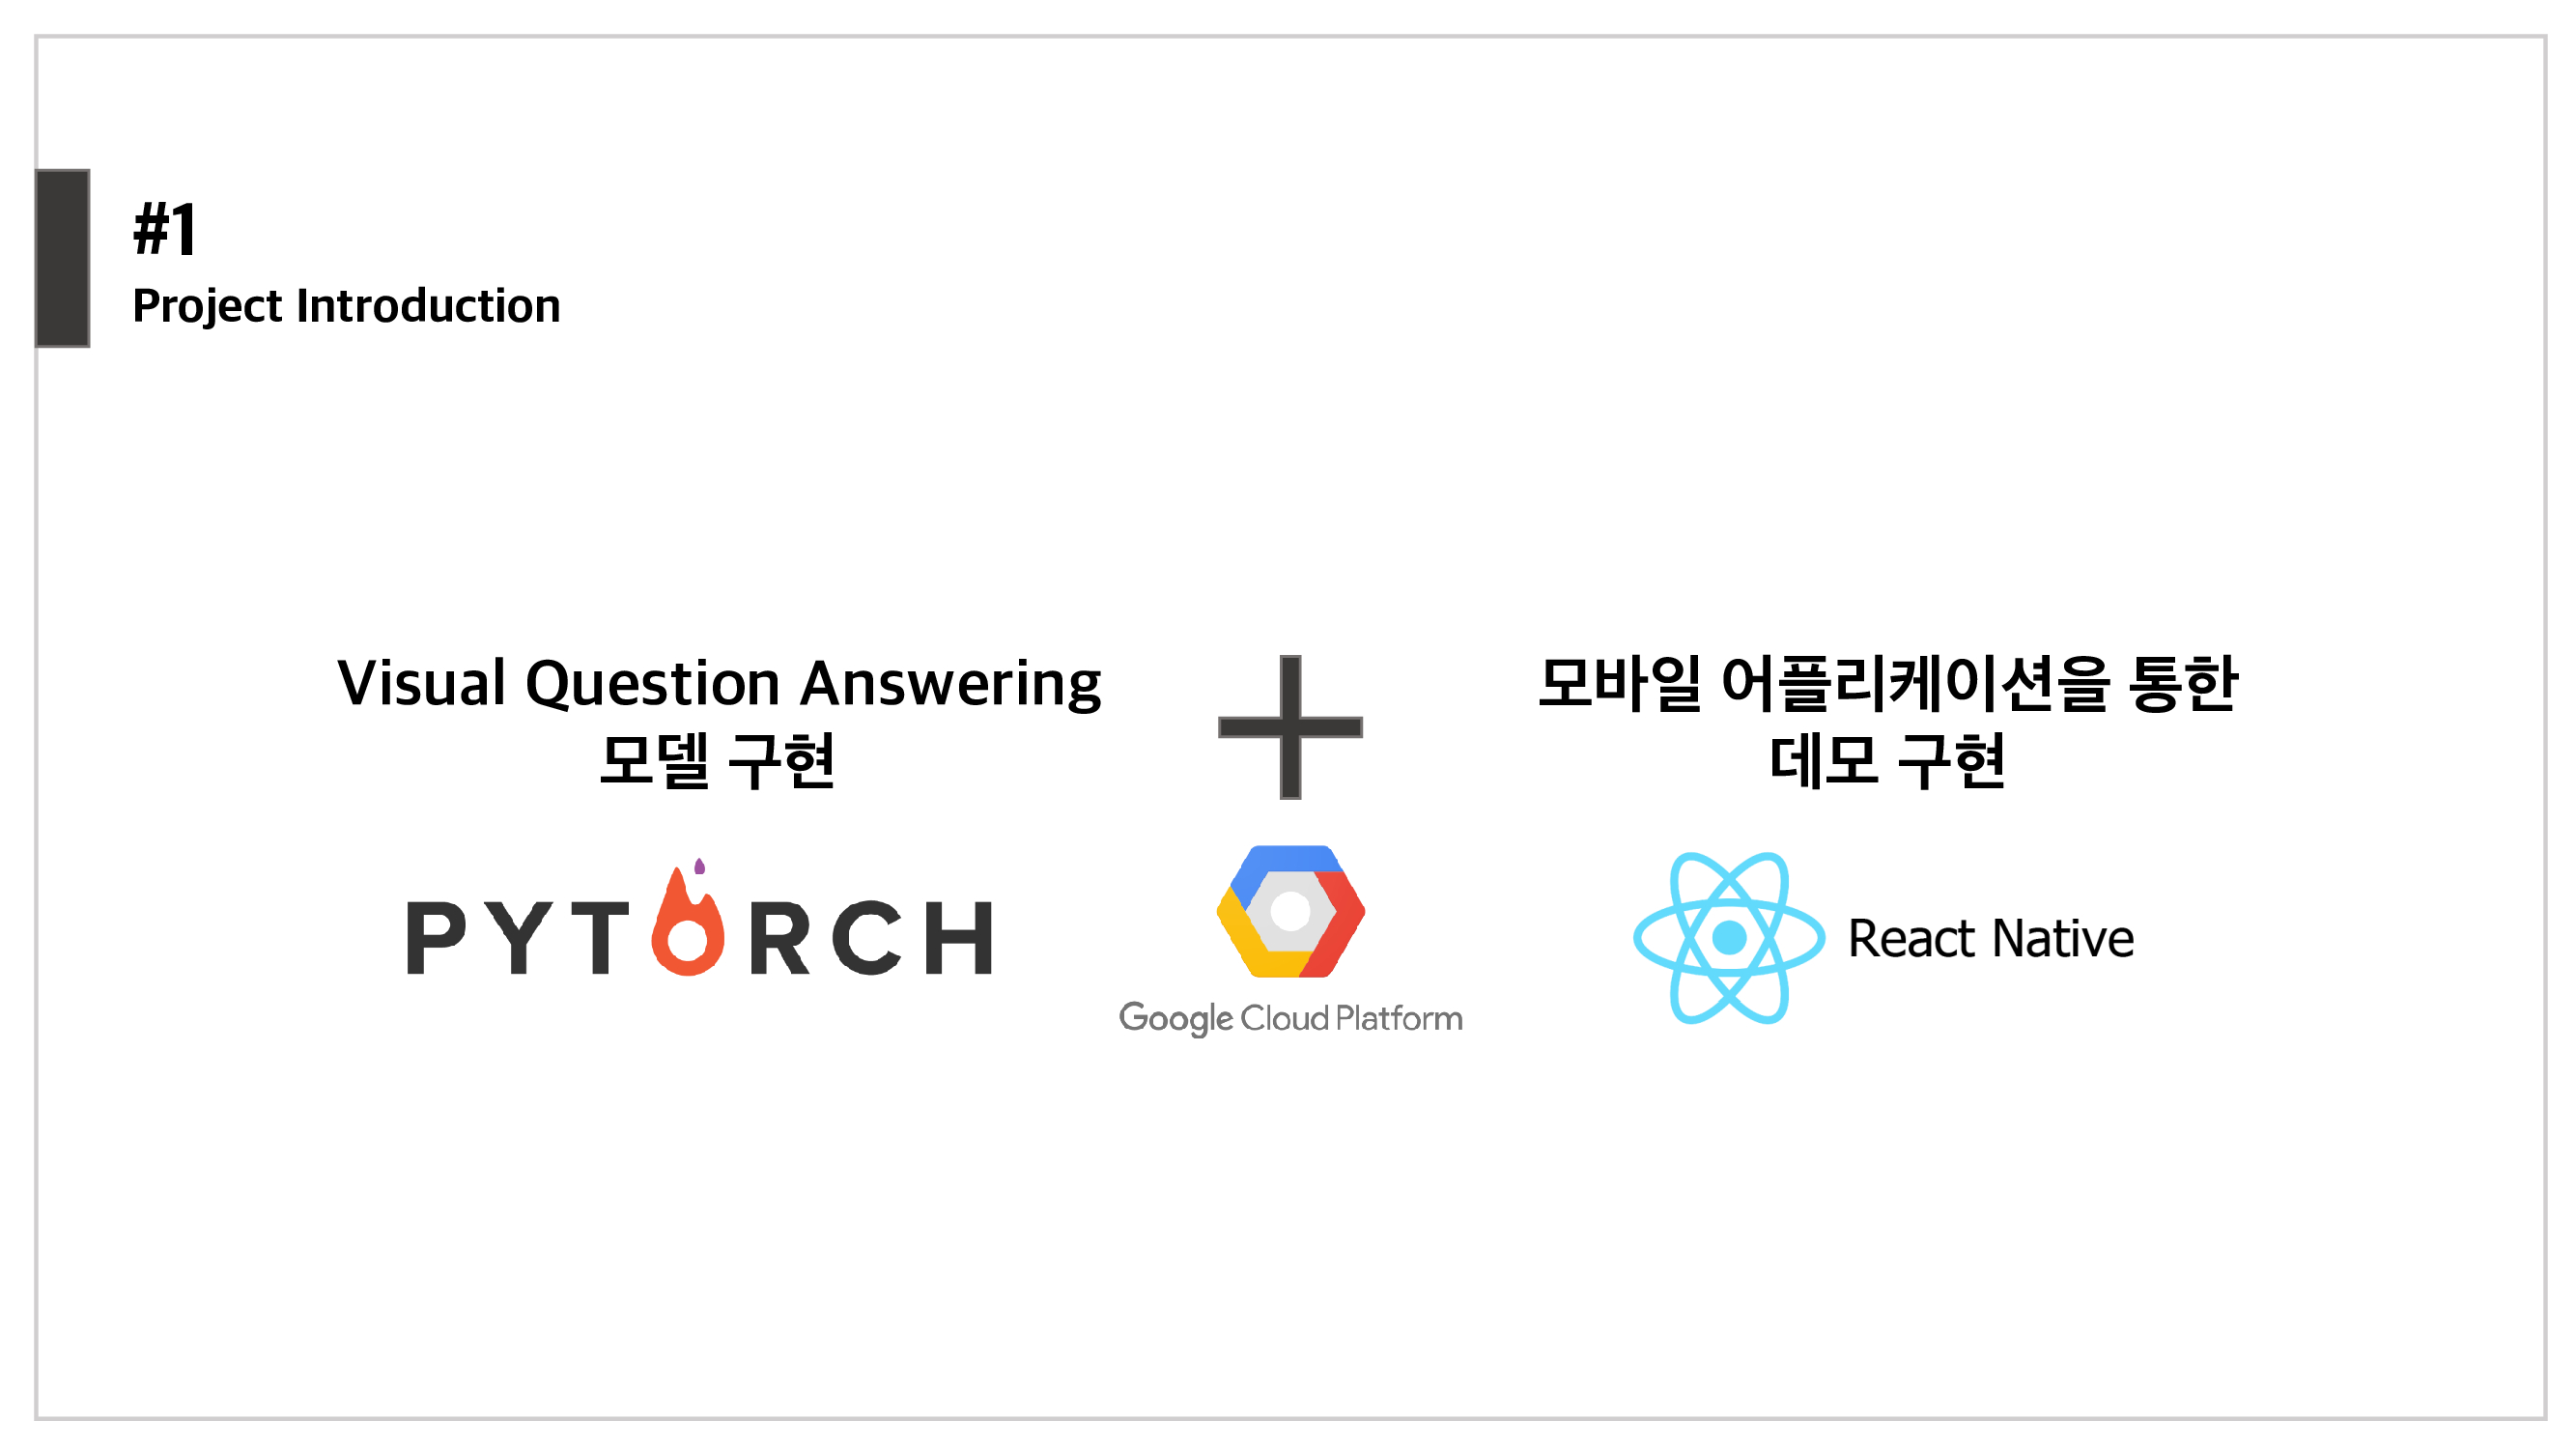 #1
Project Introduction
Visual Question Answering
모델 구현
모바일 어플리케이션을 통한
데모 구현
PYTORCH
Google Cloud Platform
React Native